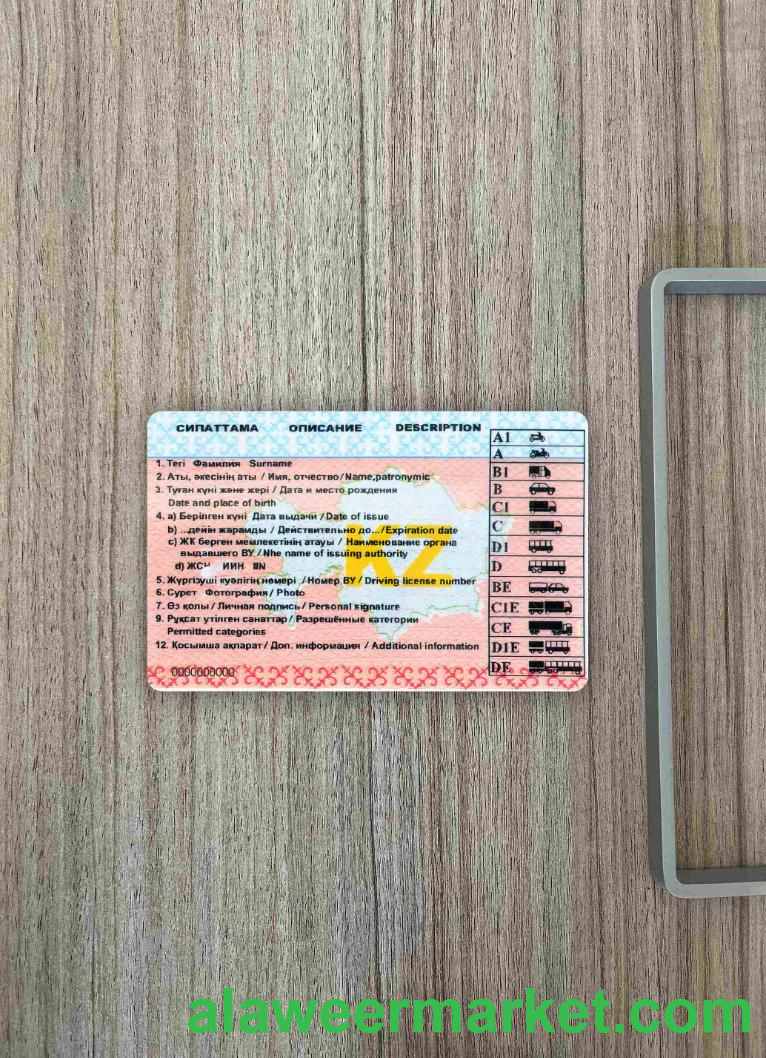 СИПАТТАМА ОПИСАНИЕ DESCRIPTION
1. Тегі Фамилия Surname
2. Аты, әкесінің аты / Имя, отчество/Name,patronymic
3. Туған күні және жері / Дата и место рождения
Date and place of birth
4. a) Берілген күні Дата выдачи /Date of issue
b) ...дейін жарамды / Действительно до.../Expiration date
c) ЖК берген мемлекетінің атауы / Наименование органа
выдавшего ВУ/Nhe name of issuing authority
d) ЖСН ИИН IIN
5. Жүргізуші куәлігің нөмері /Номер ВУ / Driving license number
6. Сурет Фотография/ Photo
7. Өз қолы / Личная подпись/ Personal signature
9. Рұқсат утілген санаттар/ Разрешённые категории
Permitted categories
12. Қосымша ақпарат/ Доп. информация / Additional information
0000000000
KZ
A1
A
B1
B
C1
C
D1
D
BE
C1E
CE
D1E
DE
alaweermarket.com